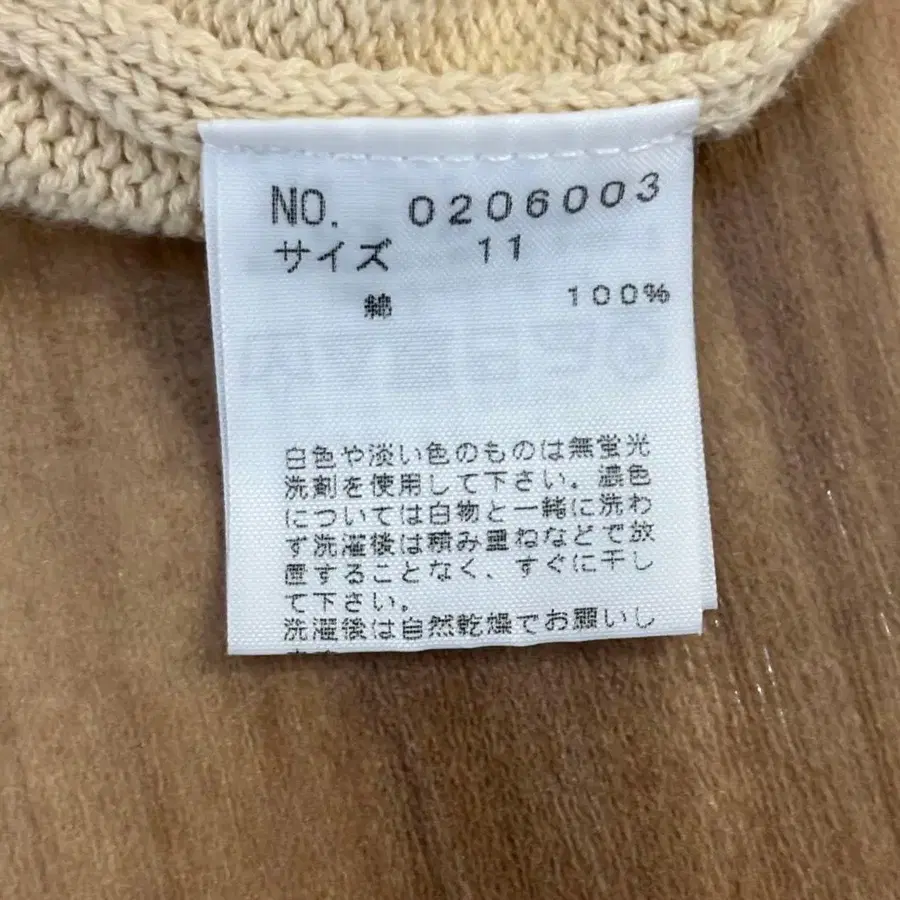 NO. 0206003
サイズ 11
綿 100%
白色や淡い色のものは無蛍光
洗剤を使用して下さい。濃色
については白物と一緒に洗わ
ず洗濯後は積み重ねなどで放
置することなく、すぐに干し
て下さい。
洗濯後は自然乾燥でお願いし